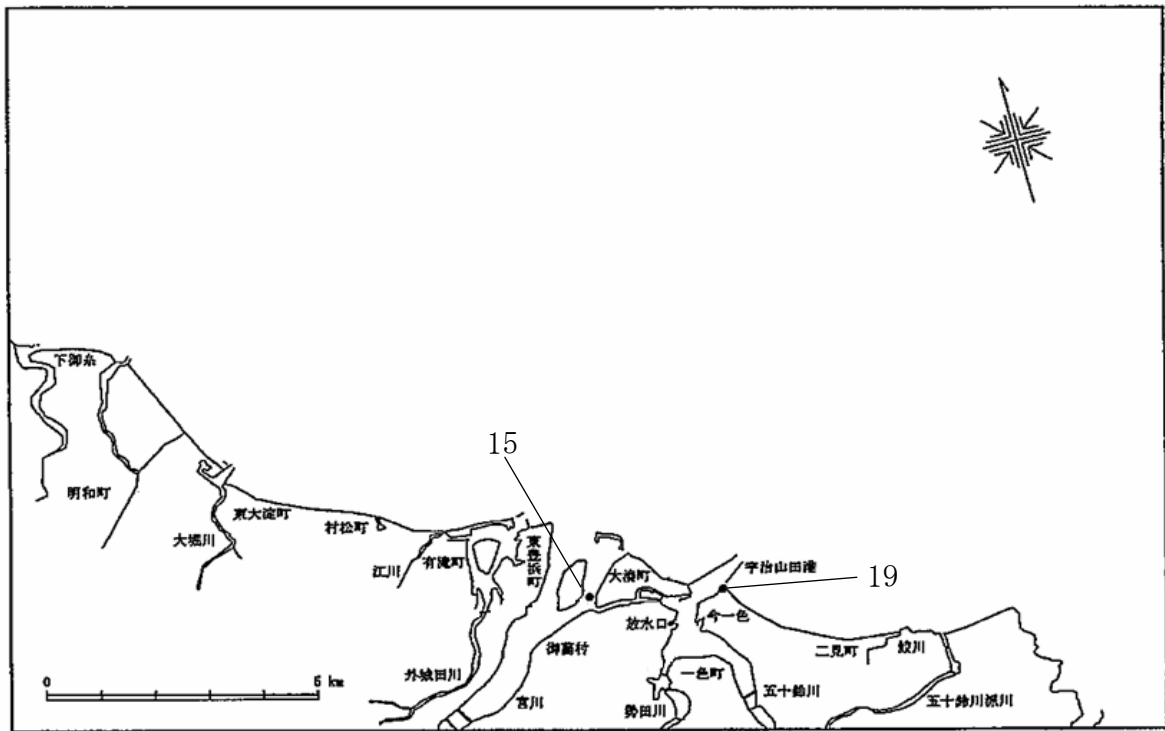 下御糸
15
明和町
東大淀町
村松町
大堀川
江川
有滝町
東豊浜町
大湊町
宇治山田港
19
今一色
放水口
御薗村
二見町
鮫川
外城田川
一色町
宮川
勢田川
五十鈴川
五十鈴川派川
0
5 km